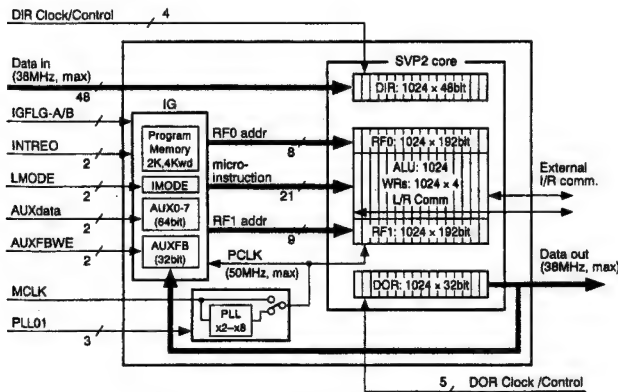 DIR Clock/Control
4
Data in
(38MHz, max)
48
SVP2 core
DIR: 1024 x 48bit
IG
IGFLG-A/B
Program
Memory
2K,4Kwd
RF0 addr
8
RF0: 1024 x 192bit
INTREO
2
micro-
instruction
21
ALU: 1024
WRs: 1024 x 4
L/R Comm
External
I/R comm.
LMODE
2
IMODE
AUXdata
2
AUX0-7
(64bit)
RF1 addr
9
RF1: 1024 x 192bit
AUXFBWE
2
AUXFB
(32bit)
PCLK
(50MHz, max)
Data out
(38MHz, max)
MCLK
DOR: 1024 x 32bit
PLL
x2-x8
PLL01
3
5
DOR Clock /Control